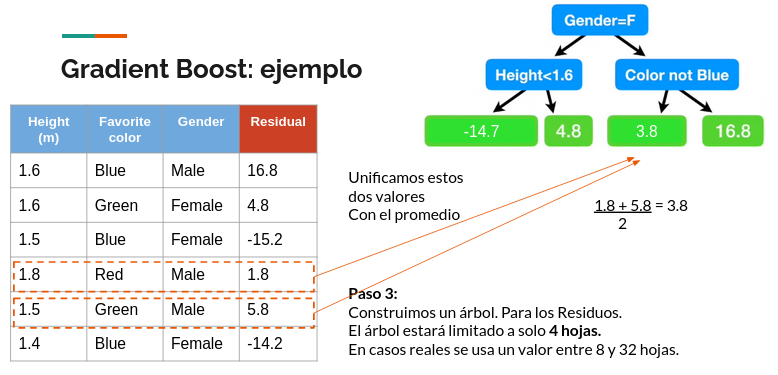 Gradient Boost: ejemplo
Gender=F
Height<1.6
Color not Blue
-14.7
4.8
3.8
16.8
Height (m) Favorite color Gender Residual
1.6 Blue Male 16.8
1.6 Green Female 4.8
1.5 Blue Female -15.2
1.8 Red Male 1.8
1.5 Green Male 5.8
1.4 Blue Female -14.2
Unificamos estos
dos valores
Con el promedio
1.8 + 5.8 = 3.8
2
Paso 3:
Construimos un árbol. Para los Residuos.
El árbol estará limitado a solo 4 hojas.
En casos reales se usa un valor entre 8 y 32 hojas.